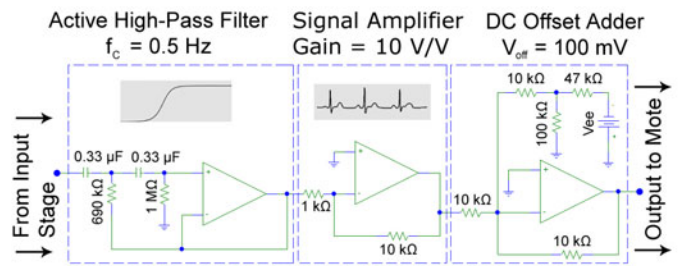 Active High-Pass Filter
f_c = 0.5 Hz
Signal Amplifier
Gain = 10 V/V
DC Offset Adder
V_off = 100 mV
From Input
Stage
0.33 µF
0.33 µF
690 kΩ
1 MΩ
+
-
1 kΩ
+
-
10 kΩ
10 kΩ
10 kΩ
47 kΩ
100 kΩ
Vee
+
+
-
10 kΩ
Output to Mote